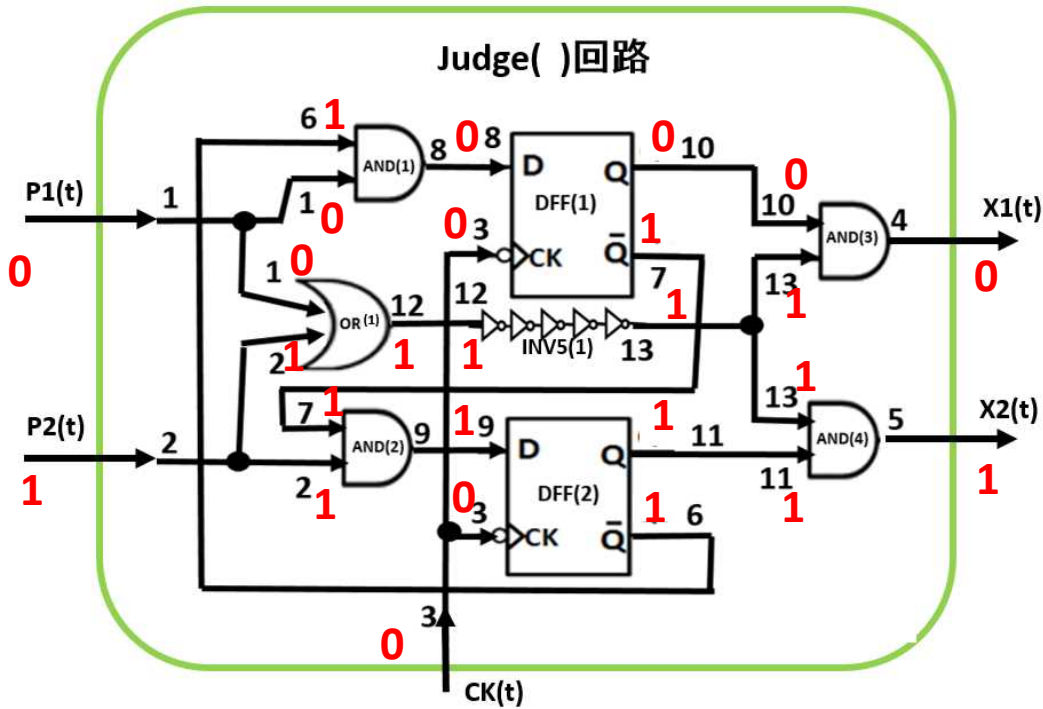 Judge( )回路
6 1
AND(1)
8 0 8
D
Q
0 10
DFF(1)
P1(t)
1
1 0
0 3
CK
Q̅
1
7
0
10
AND(3)
4
X1(t)
0
0
1 0
OR(1)
12
1
12
1
INV5(1)
1
13
13
1
2 1
7 1
P2(t)
2
1
AND(2)
9 1 9
D
Q
1
11
DFF(2)
2 1
0
3
CK
Q̅
1 6
13 1
AND(4)
11
1
5
X2(t)
1
3
0
CK(t)